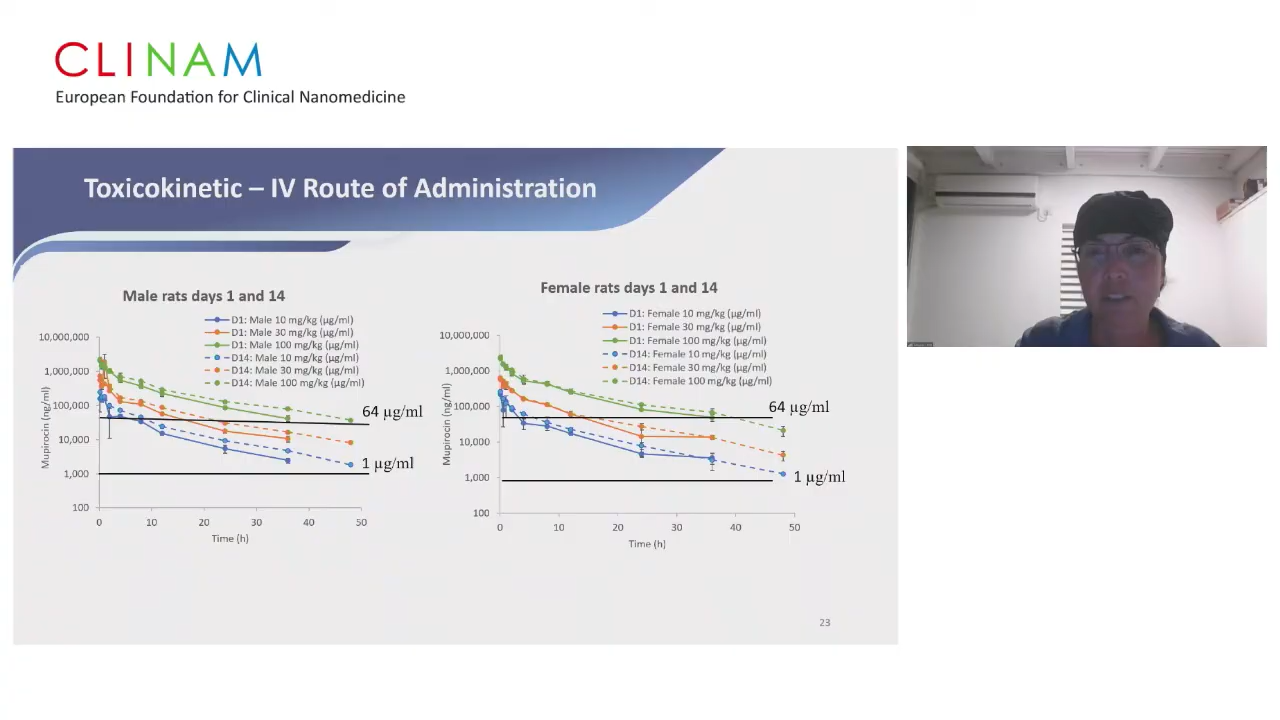 CLINAM
European Foundation for Clinical Nanomedicine
Toxicokinetic – IV Route of Administration
Male rats days 1 and 14
D1: Male 10 mg/kg (µg/ml)
D1: Male 30 mg/kg (µg/ml)
D1: Male 100 mg/kg (µg/ml)
D14: Male 10 mg/kg (µg/ml)
D14: Male 30 mg/kg (µg/ml)
D14: Male 100 mg/kg (µg/ml)
Mupirocin (ng/ml)
10,000,000
1,000,000
100,000
10,000
1,000
100
64 µg/ml
1 µg/ml
0 10 20 30 40 50
Time (h)
Female rats days 1 and 14
D1: Female 10 mg/kg (µg/ml)
D1: Female 30 mg/kg (µg/ml)
D1: Female 100 mg/kg (µg/ml)
D14: Female 10 mg/kg (µg/ml)
D14: Female 30 mg/kg (µg/ml)
D14: Female 100 mg/kg (µg/ml)
Mupirocin (ng/ml)
10,000,000
1,000,000
100,000
10,000
1,000
100
64 µg/ml
1 µg/ml
0 10 20 30 40 50
Time (h)
23